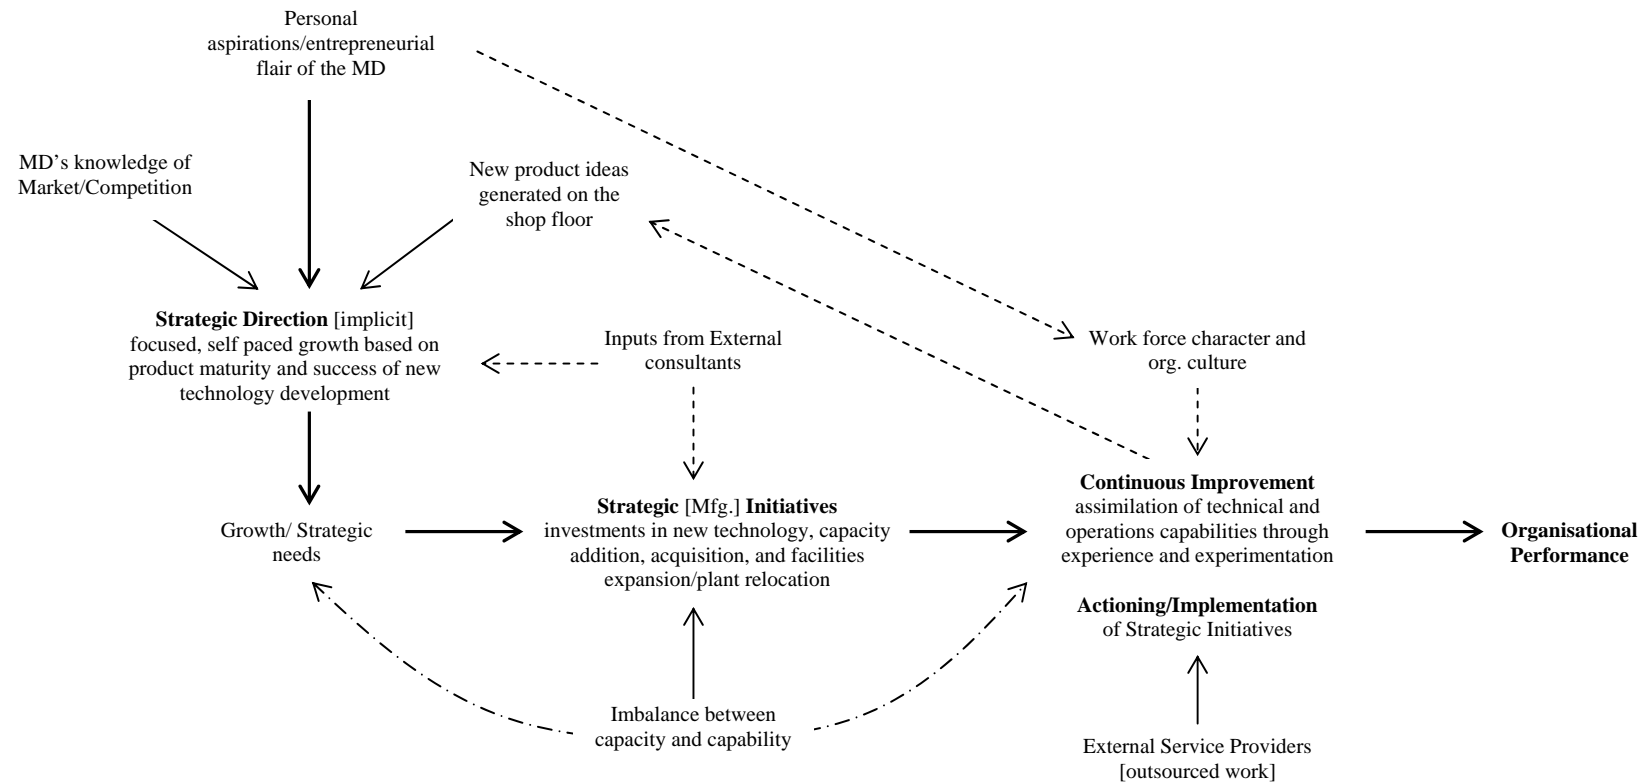 Personal
aspirations/entrepreneurial
flair of the MD
MD’s knowledge of
Market/Competition
New product ideas
generated on the
shop floor
Strategic Direction [implicit]
focused, self paced growth based on
product maturity and success of new
technology development
Inputs from External
consultants
Work force character and
org. culture
Growth/ Strategic
needs
Strategic [Mfg.] Initiatives
investments in new technology, capacity
addition, acquisition, and facilities
expansion/plant relocation
Continuous Improvement
assimilation of technical and
operations capabilities through
experience and experimentation
Actioning/Implementation
of Strategic Initiatives
Organisational
Performance
Imbalance between
capacity and capability
External Service Providers
[outsourced work]